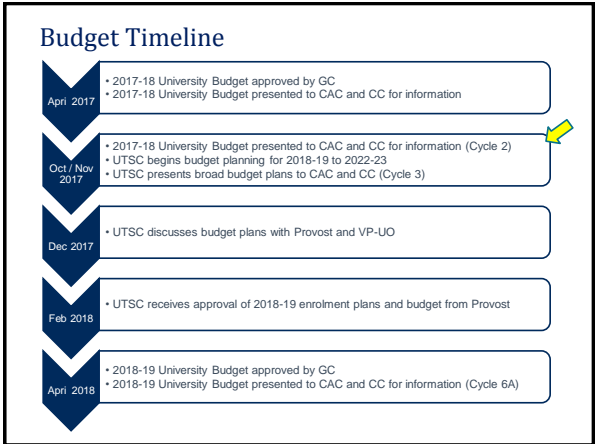 Budget Timeline
Apri 2017
• 2017-18 University Budget approved by GC
• 2017-18 University Budget presented to CAC and CC for information
Oct / Nov
2017
• 2017-18 University Budget presented to CAC and CC for information (Cycle 2)
• UTSC begins budget planning for 2018-19 to 2022-23
• UTSC presents broad budget plans to CAC and CC (Cycle 3)
Dec 2017
• UTSC discusses budget plans with Provost and VP-UO
Feb 2018
• UTSC receives approval of 2018-19 enrolment plans and budget from Provost
Apri 2018
• 2018-19 University Budget approved by GC
• 2018-19 University Budget presented to CAC and CC for information (Cycle 6A)